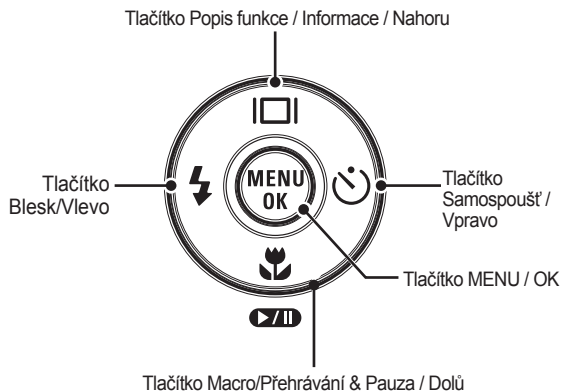 Tlačítko Popis funkce / Informace / Nahoru
Tlačítko
Blesk/Vlevo
MENU
OK
Tlačítko
Samospoušť /
Vpravo
Tlačítko MENU / OK
Tlačítko Macro/Přehrávání & Pauza / Dolů